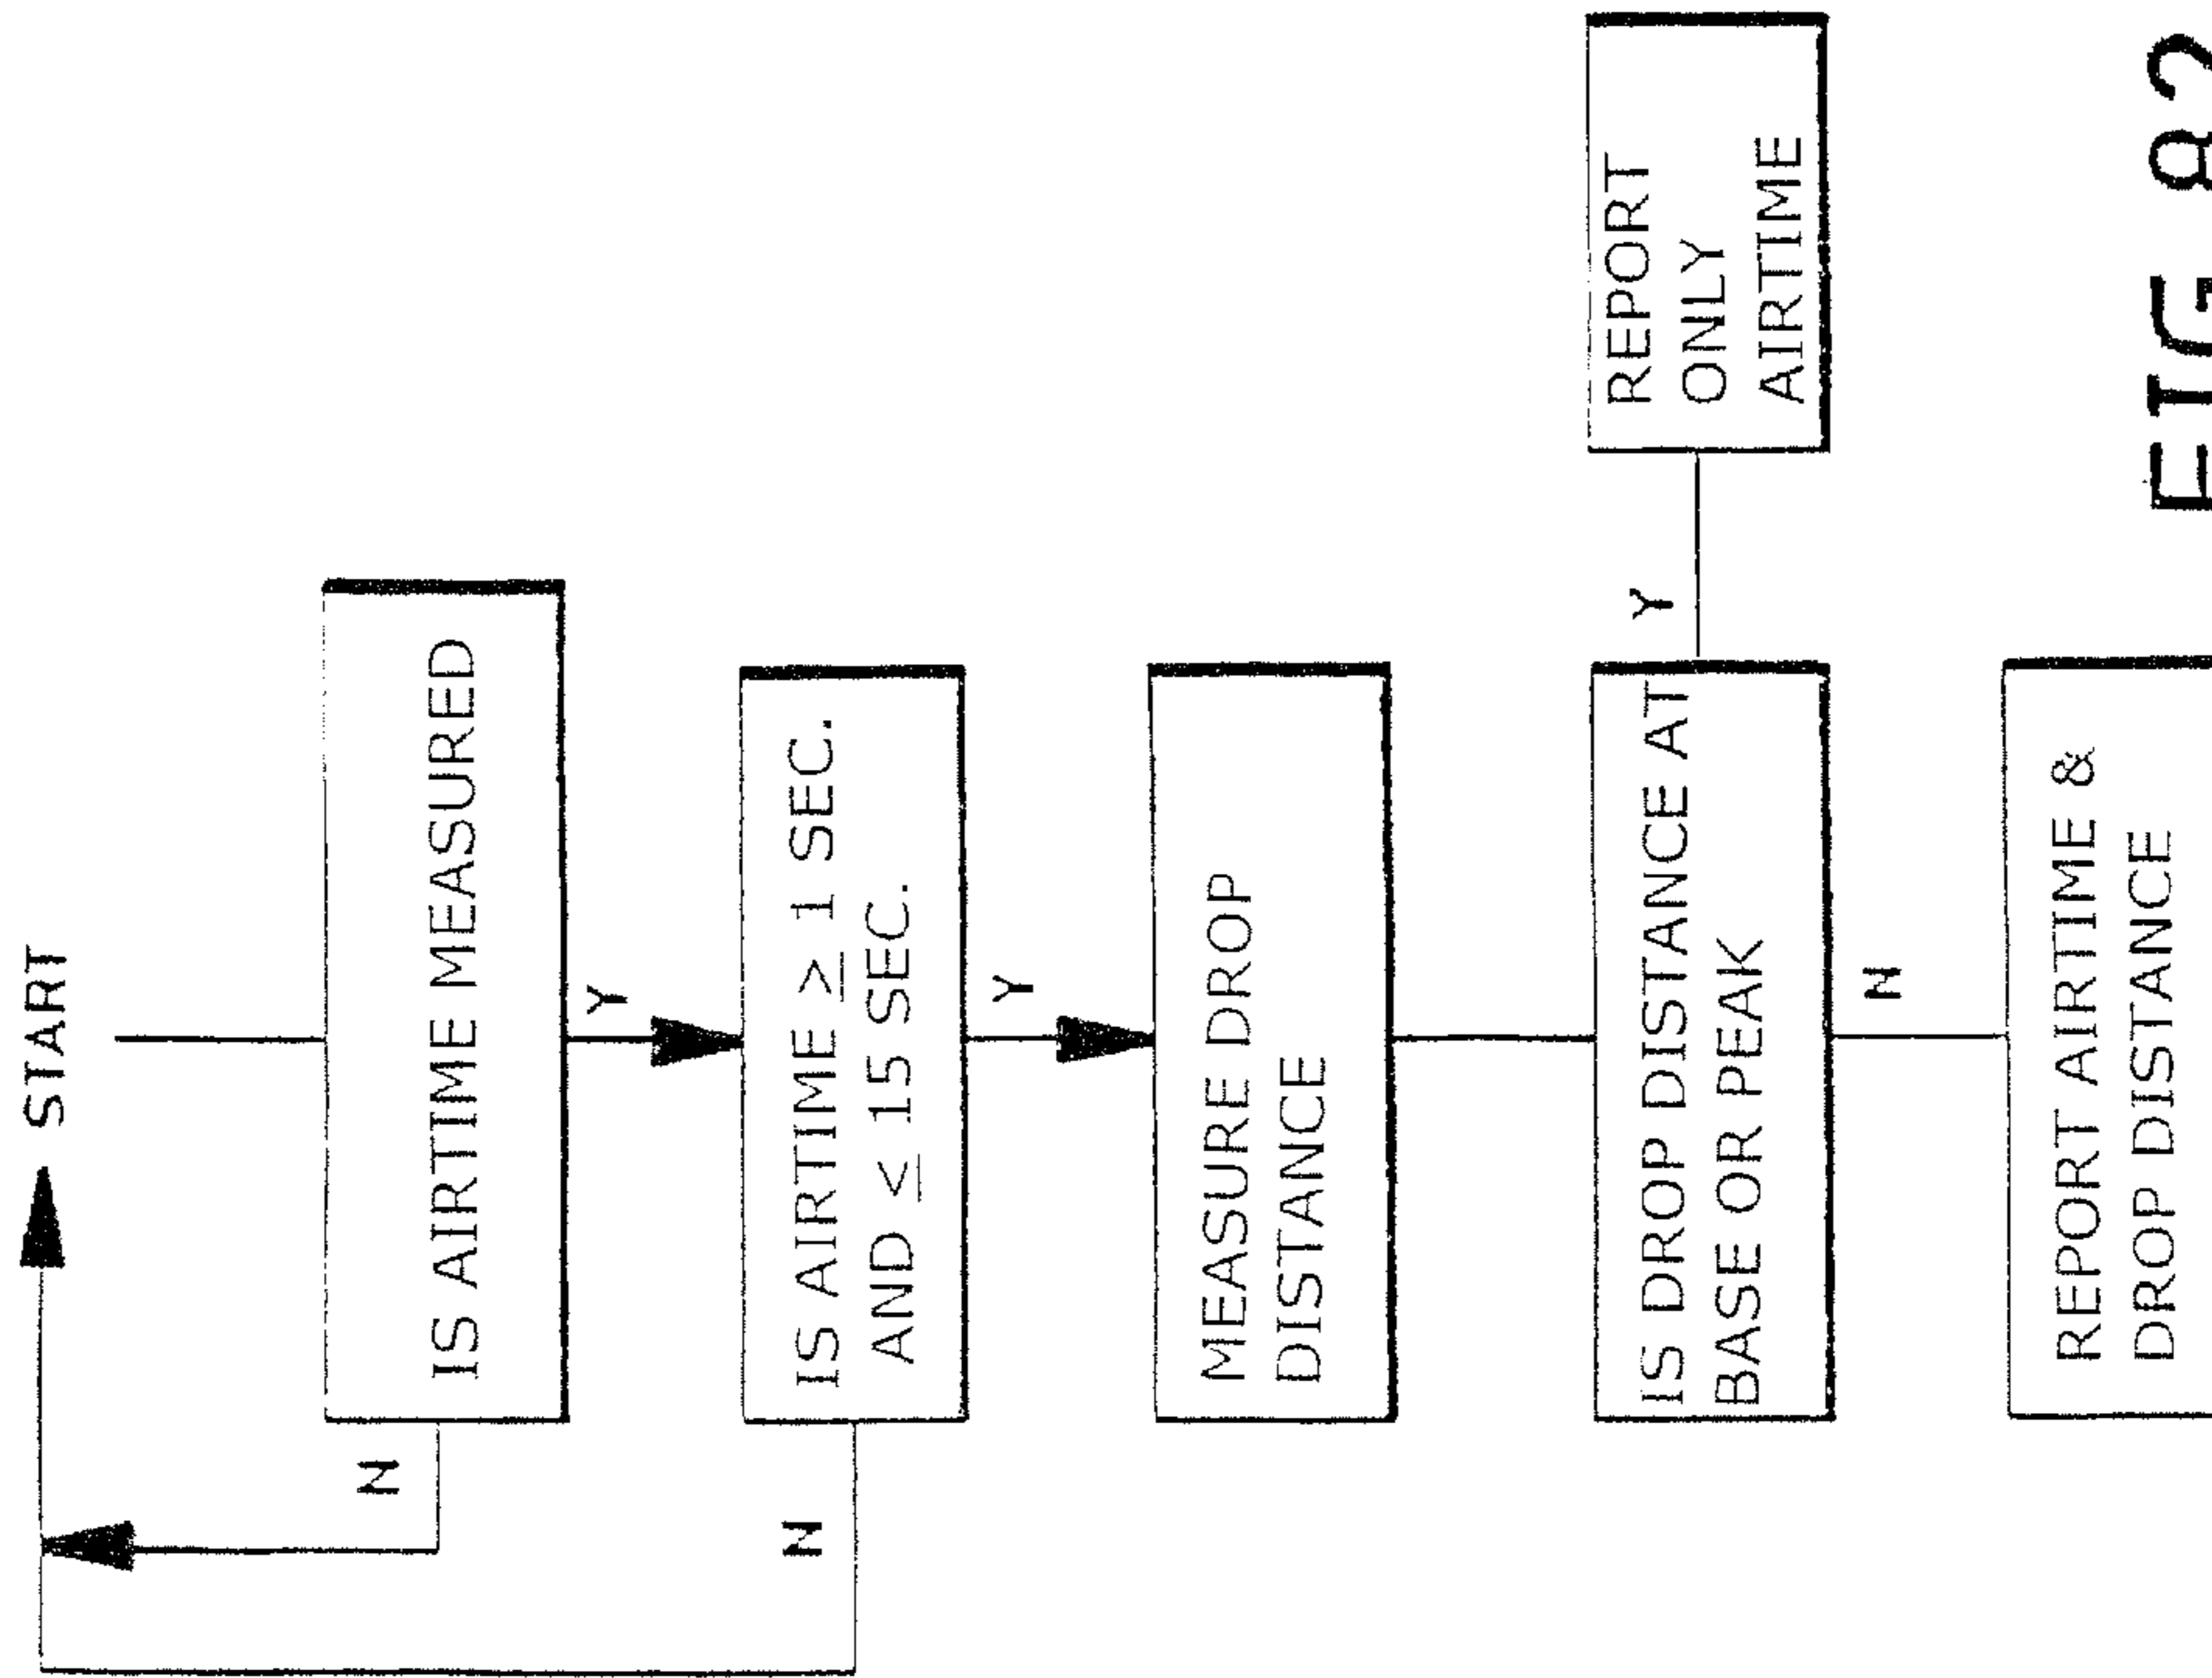 START
IS AIRTIME MEASURED
N
Y
IS AIRTIME ≥ 1 SEC.
AND ≤ 15 SEC.
N
Y
MEASURE DROP
DISTANCE
IS DROP DISTANCE AT
BASE OR PEAK
Y
REPORT
ONLY
AIRTIME
N
REPORT AIRTIME &
DROP DISTANCE
FIG 82